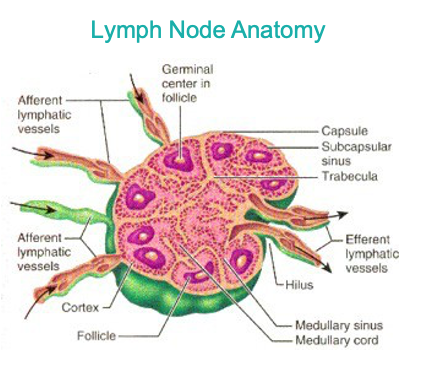 Lymph Node Anatomy
Germinal
center in
follicle
Afferent
lymphatic
vessels
Capsule
Subcapsular
sinus
Trabecula
Afferent
lymphatic
vessels
Efferent
lymphatic
vessels
Hilus
Cortex
Follicle
Medullary sinus
Medullary cord